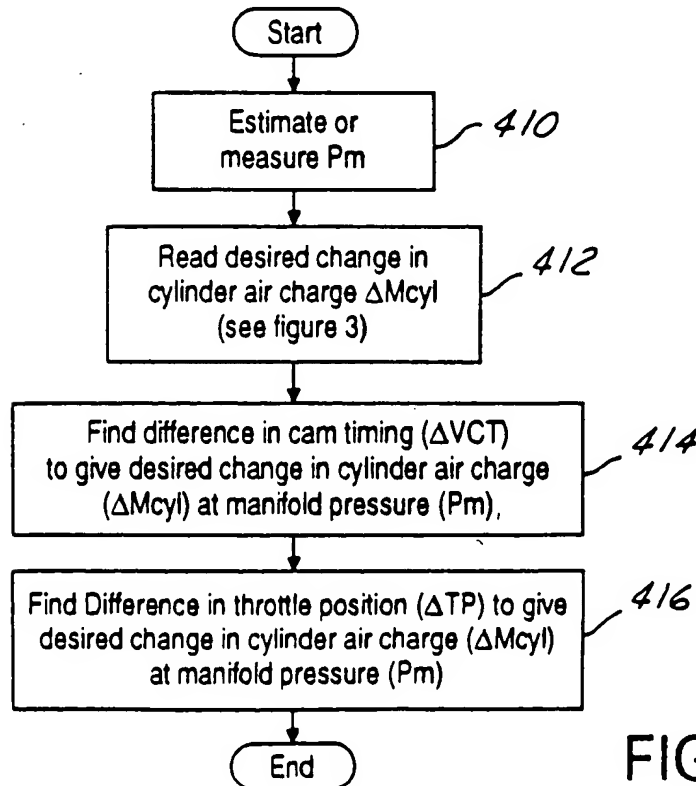 Start
Estimate or
measure Pm
410
Read desired change in
cylinder air charge ΔMcyl
(see figure 3)
412
Find difference in cam timing (ΔVCT)
to give desired change in cylinder air charge
(ΔMcyl) at manifold pressure (Pm),
414
Find Difference in throttle position (ΔTP) to give
desired change in cylinder air charge (ΔMcyl)
at manifold pressure (Pm)
416
End
FIG